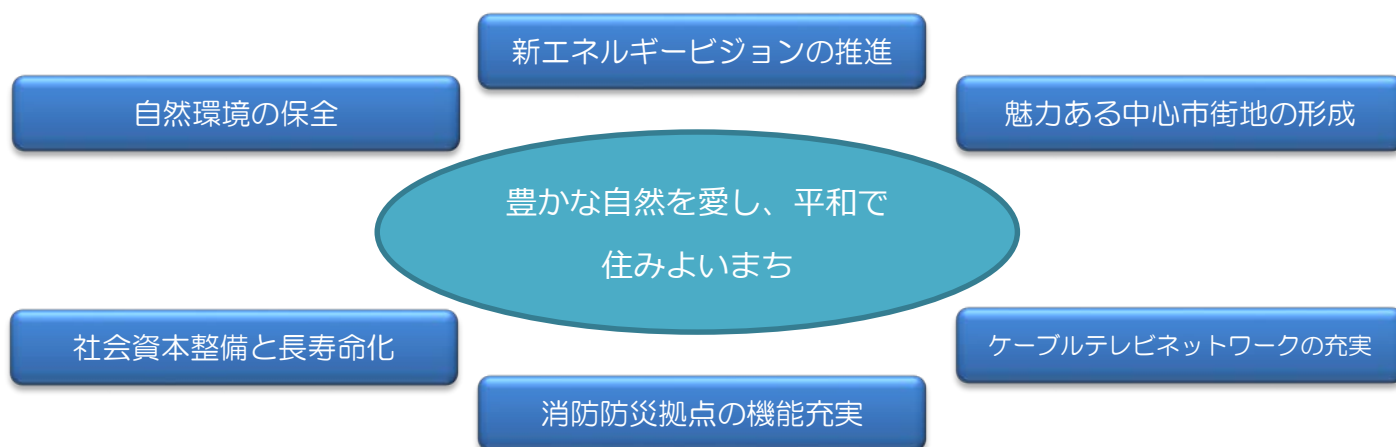 新エネルギービジョンの推進
自然環境の保全
魅力ある中心市街地の形成
豊かな自然を愛し、平和で
住みよいまち
社会資本整備と長寿命化
ケーブルテレビネットワークの充実
消防防災拠点の機能充実